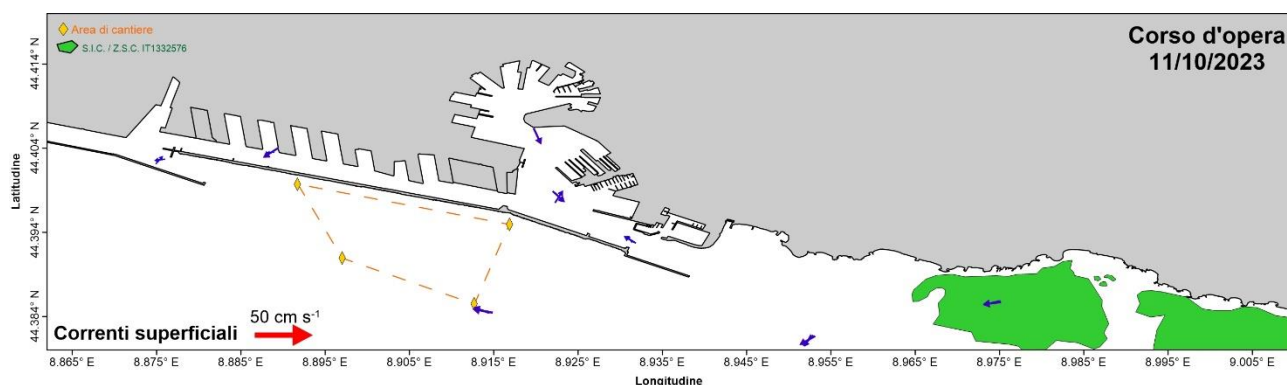 Area di cantiere
S.I.C. / Z.S.C. IT1332576
Corso d'opera
11/10/2023
Latitudine
44.414° N
44.404° N
44.394° N
44.384° N
Correnti superficiali
50 cm s⁻¹
8.865° E 8.875° E 8.885° E 8.895° E 8.905° E 8.915° E 8.925° E 8.935° E 8.945° E 8.955° E 8.965° E 8.975° E 8.985° E 8.995° E 9.005° E
Longitudine